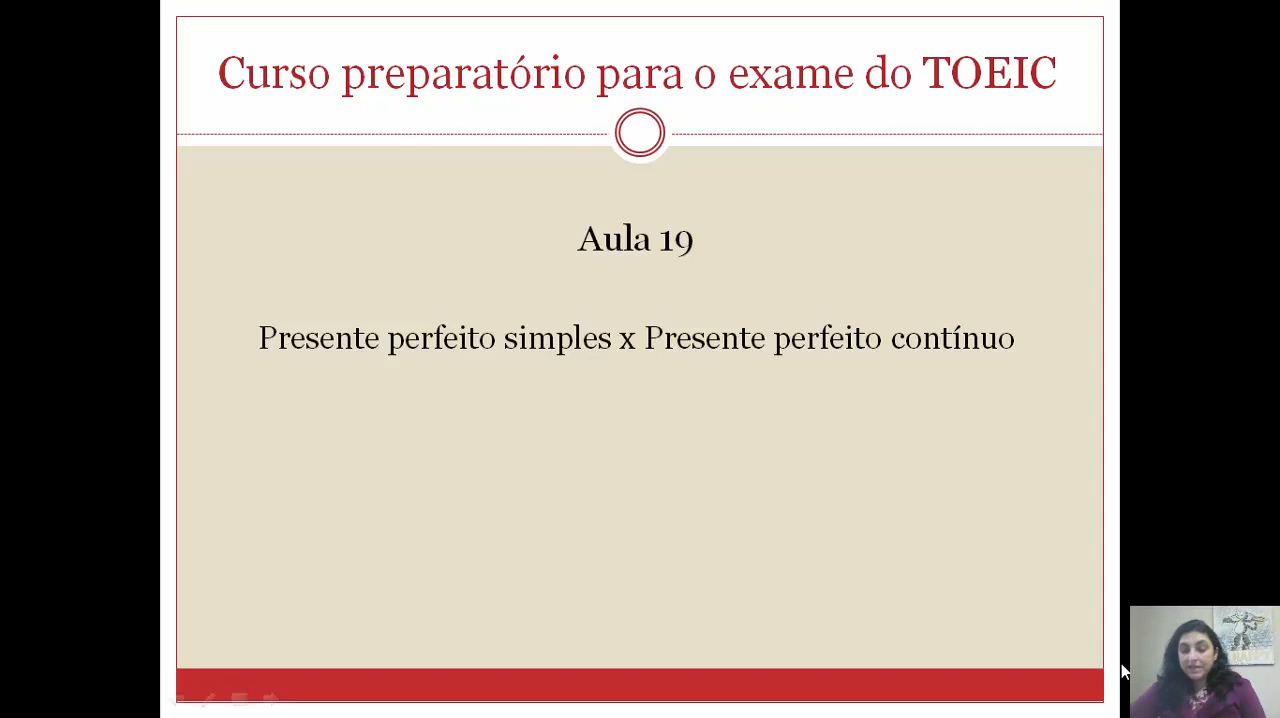 Curso preparatório para o exame do TOEIC
Aula 19
Presente perfeito simples x Presente perfeito contínuo